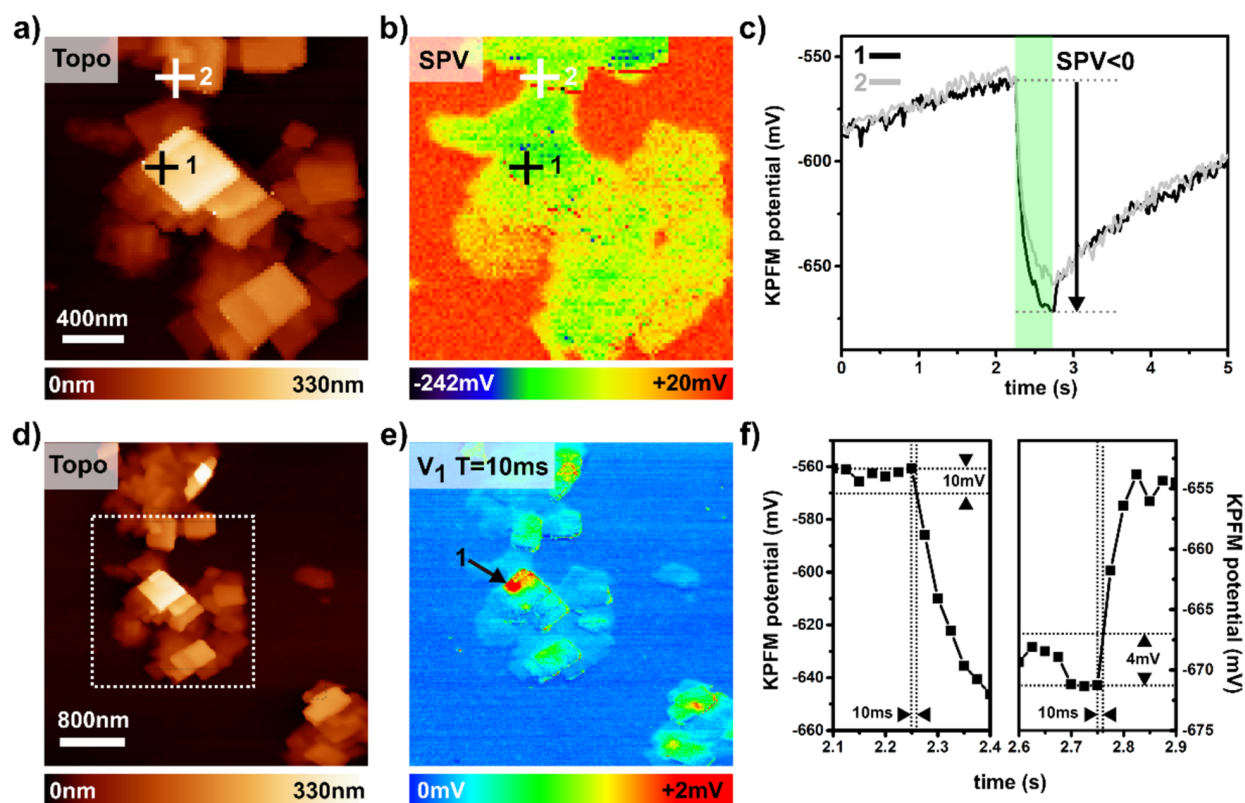 a)
Topo
2
1
400nm
0nm
330nm
b)
SPV
2
1
-242mV
+20mV
c)
-550
-600
-650
KPFM potential (mV)
1
2
SPV<0
0 1 2 3 4 5
time (s)
d)
Topo
800nm
0nm
330nm
e)
V1 T=10ms
1
0mV
+2mV
f)
-560
-580
-600
-620
-640
-660
KPFM potential (mV)
10mV
10ms
2.1 2.2 2.3 2.4
4mV
10ms
2.6 2.7 2.8 2.9
-655
-660
-665
-670
-675
KPFM potential (mV)
time (s)